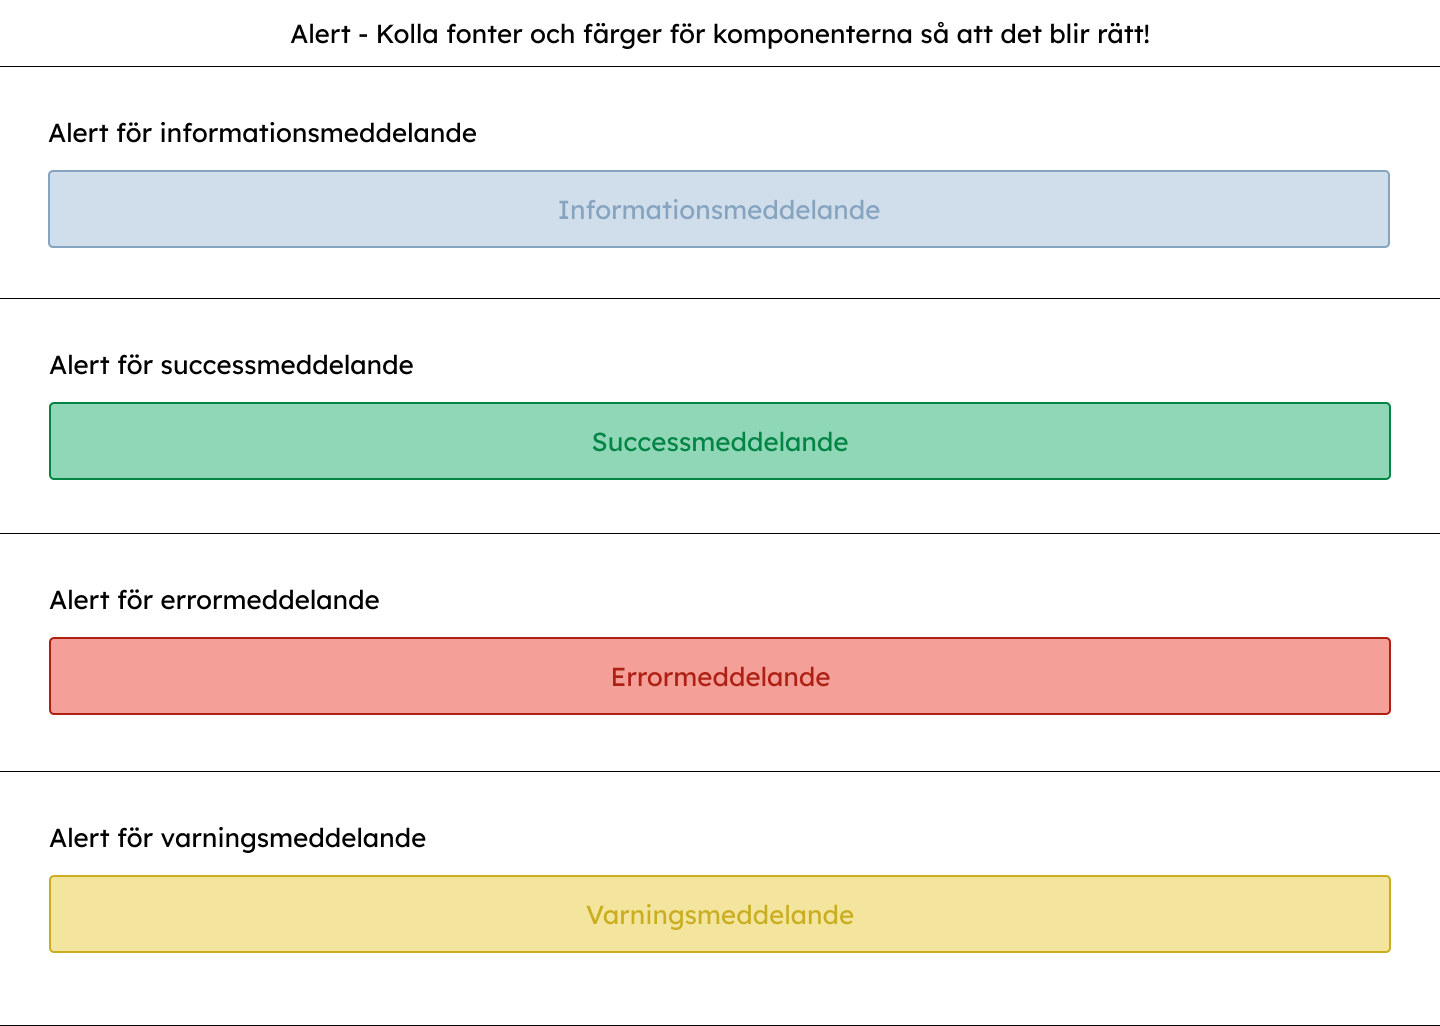 Alert - Kolla fonter och färger för komponenterna så att det blir rätt!
Alert för informationsmeddelande
Informationsmeddelande
Alert för successmeddelande
Successmeddelande
Alert för errormeddelande
Errormeddelande
Alert för varningsmeddelande
Varningsmeddelande